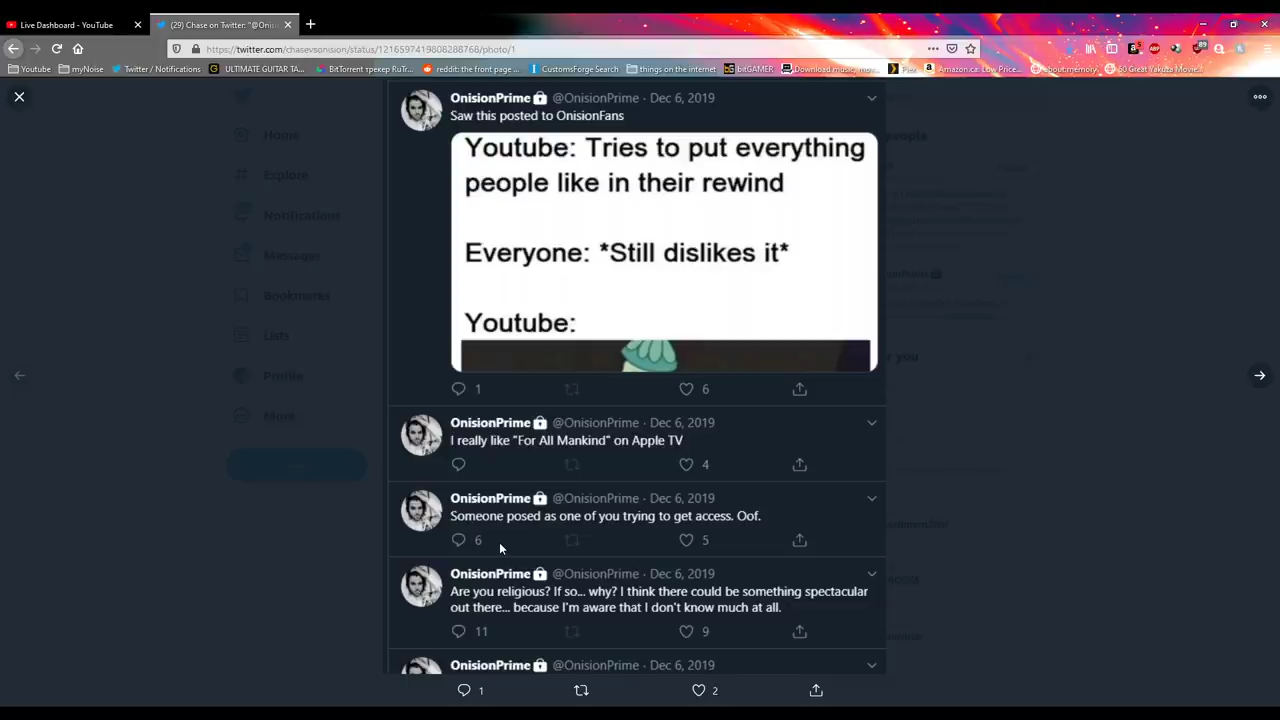 Live Dashboard - YouTube
(29) Chase on Twitter: "@Onisi
https://twitter.com/chasevsonision/status/1216597419808288768/photo/1
Youtube
myNoise
Twitter / Notifications
ULTIMATE GUITAR TA...
BitTorrent трекер RuTr...
reddit: the front page ...
CustomsForge Search
things on the internet
bitGAMER
Download music, mov...
Plex
Amazon.ca: Low Price...
about:memory
50 Great Yakuza Movie...
Home
Explore
Notifications
Messages
Bookmarks
Lists
Profile
More
OnisionPrime @OnisionPrime · Dec 6, 2019
Saw this posted to OnisionFans
Youtube: Tries to put everything
people like in their rewind
Everyone: *Still dislikes it*
Youtube:
1 6
OnisionPrime @OnisionPrime · Dec 6, 2019
I really like "For All Mankind" on Apple TV
4
OnisionPrime @OnisionPrime · Dec 6, 2019
Someone posed as one of you trying to get access. Oof.
6 5
OnisionPrime @OnisionPrime · Dec 6, 2019
Are you religious? If so... why? I think there could be something spectacular
out there... because I'm aware that I don't know much at all.
11 9
OnisionPrime @OnisionPrime · Dec 6, 2019
1 2